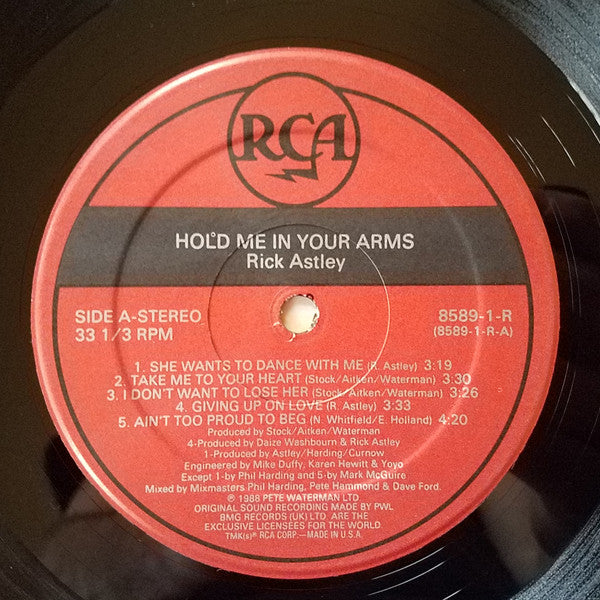 RCA
HOLD ME IN YOUR ARMS
Rick Astley
SIDE A-STEREO
33 1/3 RPM
8589-1-R
(8589-1-R-A)
1. SHE WANTS TO DANCE WITH ME (R. Astley) 3:19
2. TAKE ME TO YOUR HEART (Stock/Aitken/Waterman) 3:30
3. I DON'T WANT TO LOSE HER (Stock/Aitken/Waterman) 3:26
4. GIVING UP ON LOVE (R. Astley) 3:33
5. AIN'T TOO PROUD TO BEG (N. Whitfield/E. Holland) 4:20
Produced by Stock/Aitken/Waterman
4-Produced by Daize Washbourn & Rick Astley
1-Produced by Astley/Harding/Curnow
Engineered by Mike Duffy, Karen Hewitt & Yoyo
Except 1-by Phil Harding and 5-by Mark McGuire
Mixed by Mixmasters Phil Harding, Pete Hammond & Dave Ford.
℗ 1988 PETE WATERMAN LTD
ORIGINAL SOUND RECORDING MADE BY PWL
BMG RECORDS (UK) LTD. ARE THE
EXCLUSIVE LICENSEES FOR THE WORLD.
TMK(s)® RCA CORP.—MADE IN U.S.A.